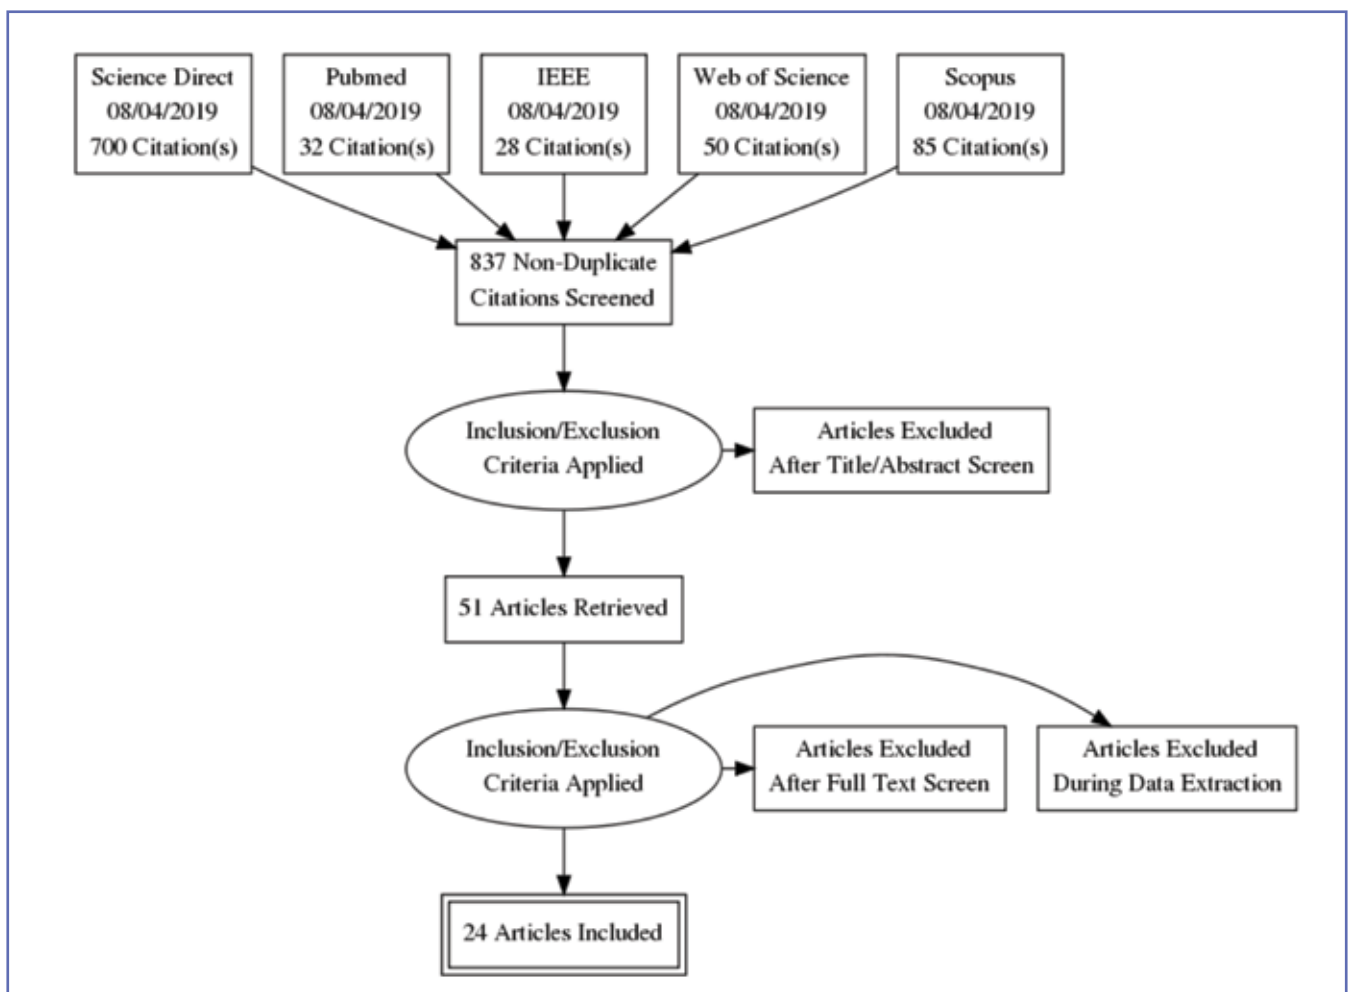 Science Direct
08/04/2019
700 Citation(s)
Pubmed
08/04/2019
32 Citation(s)
IEEE
08/04/2019
28 Citation(s)
Web of Science
08/04/2019
50 Citation(s)
Scopus
08/04/2019
85 Citation(s)
837 Non-Duplicate
Citations Screened
Inclusion/Exclusion
Criteria Applied
Articles Excluded
After Title/Abstract Screen
51 Articles Retrieved
Inclusion/Exclusion
Criteria Applied
Articles Excluded
After Full Text Screen
Articles Excluded
During Data Extraction
24 Articles Included